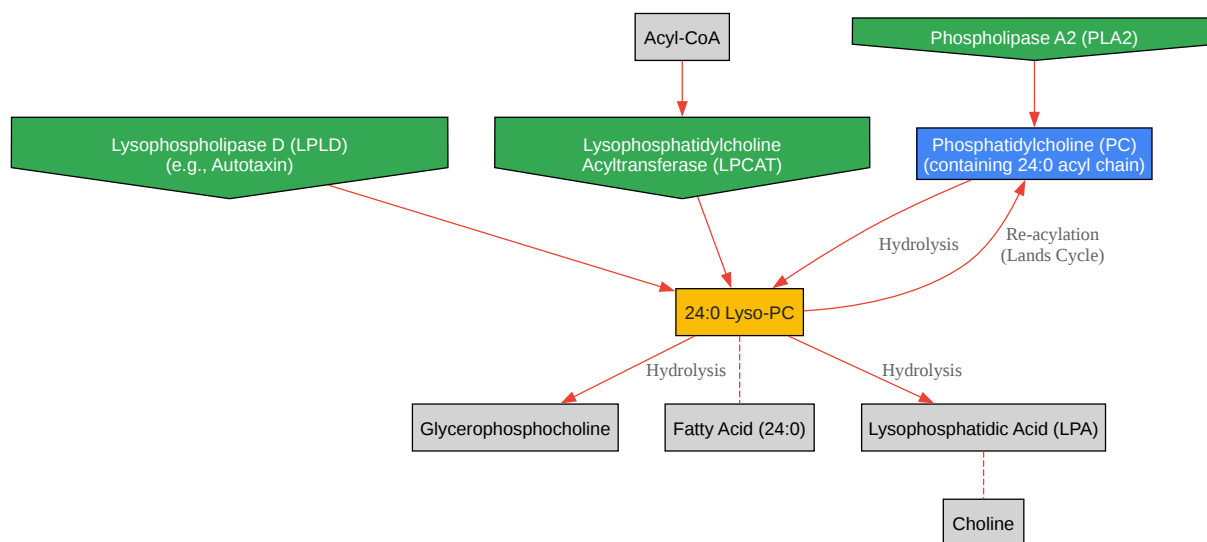 Acyl-CoA
Phospholipase A2 (PLA2)
Lysophospholipase D (LPLD)
(e.g., Autotaxin)
Lysophosphatidylcholine
Acyltransferase (LPCAT)
Phosphatidylcholine (PC)
(containing 24:0 acyl chain)
Hydrolysis
Re-acylation
(Lands Cycle)
24:0 Lyso-PC
Hydrolysis
Hydrolysis
Glycerophosphocholine
Fatty Acid (24:0)
Lysophosphatidic Acid (LPA)
Choline